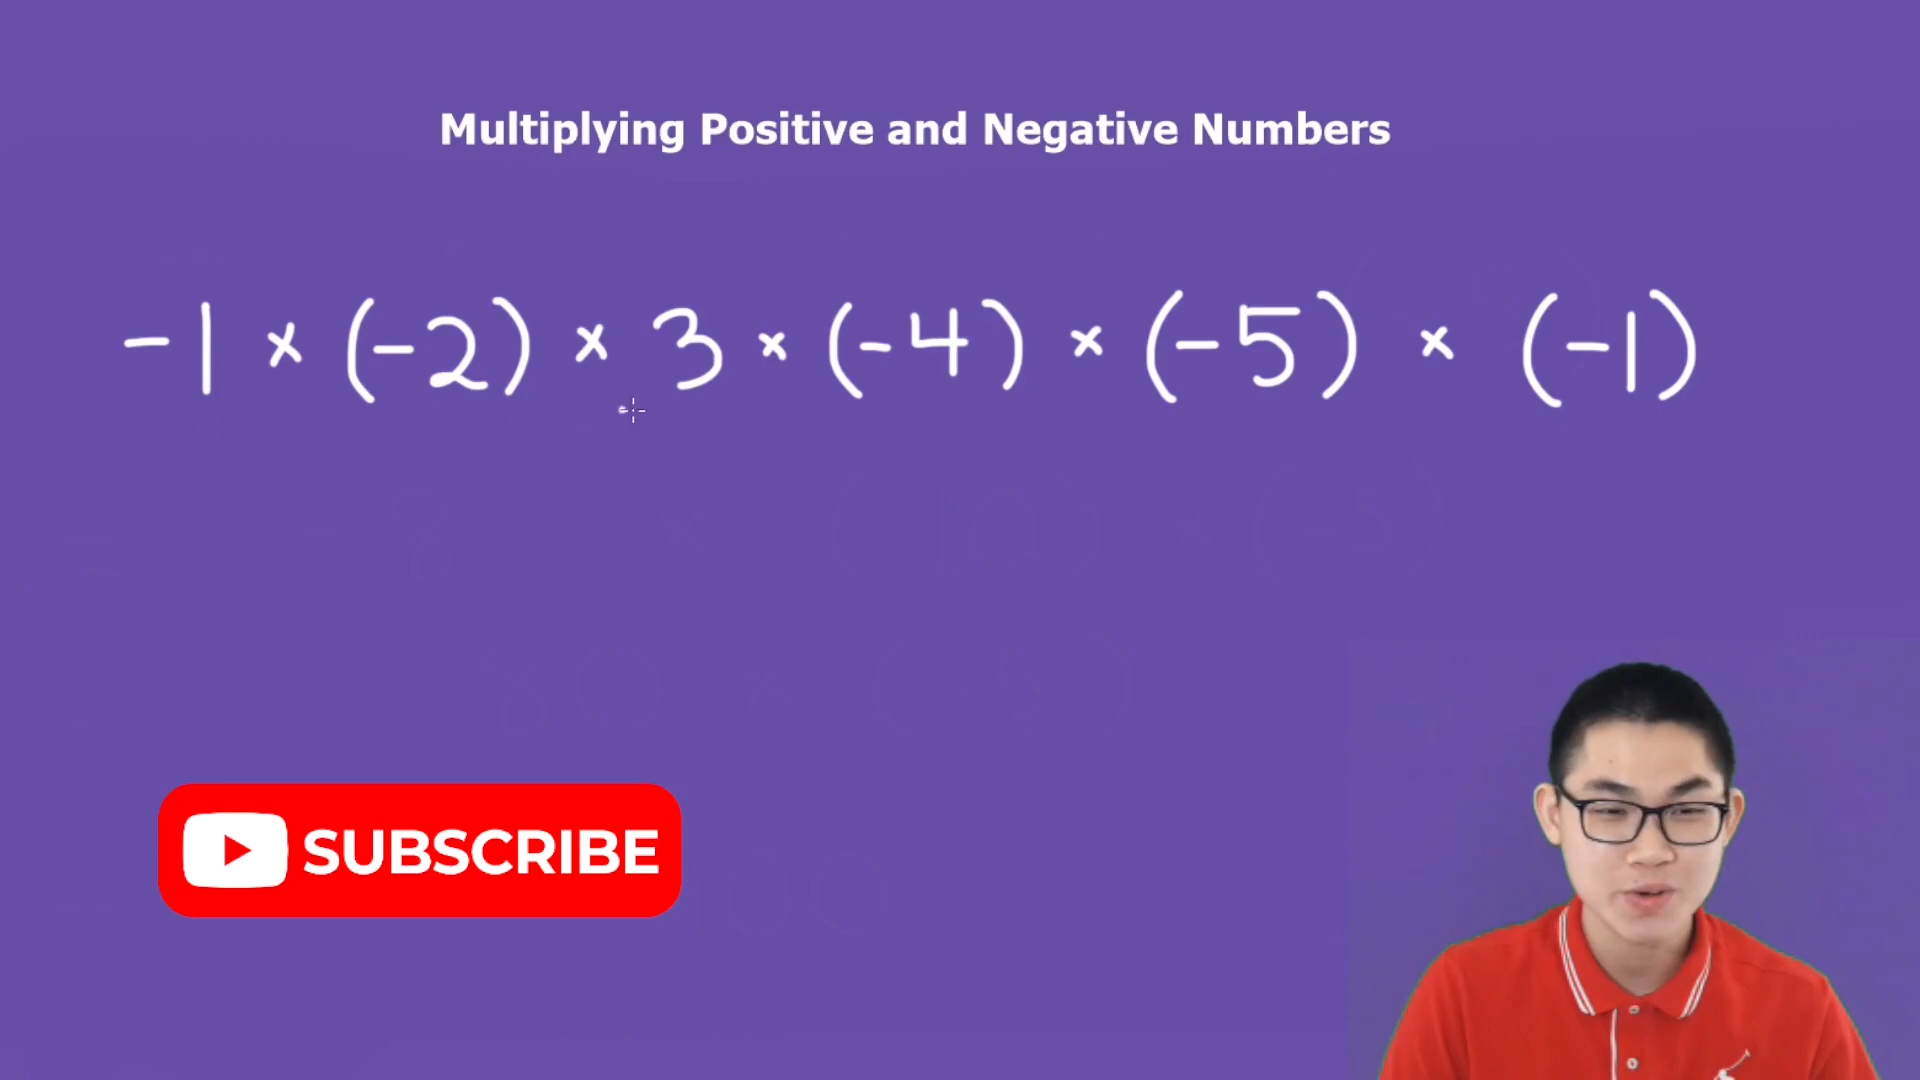 Multiplying Positive and Negative Numbers
-1 × (-2) × 3 × (-4) × (-5) × (-1)
SUBSCRIBE